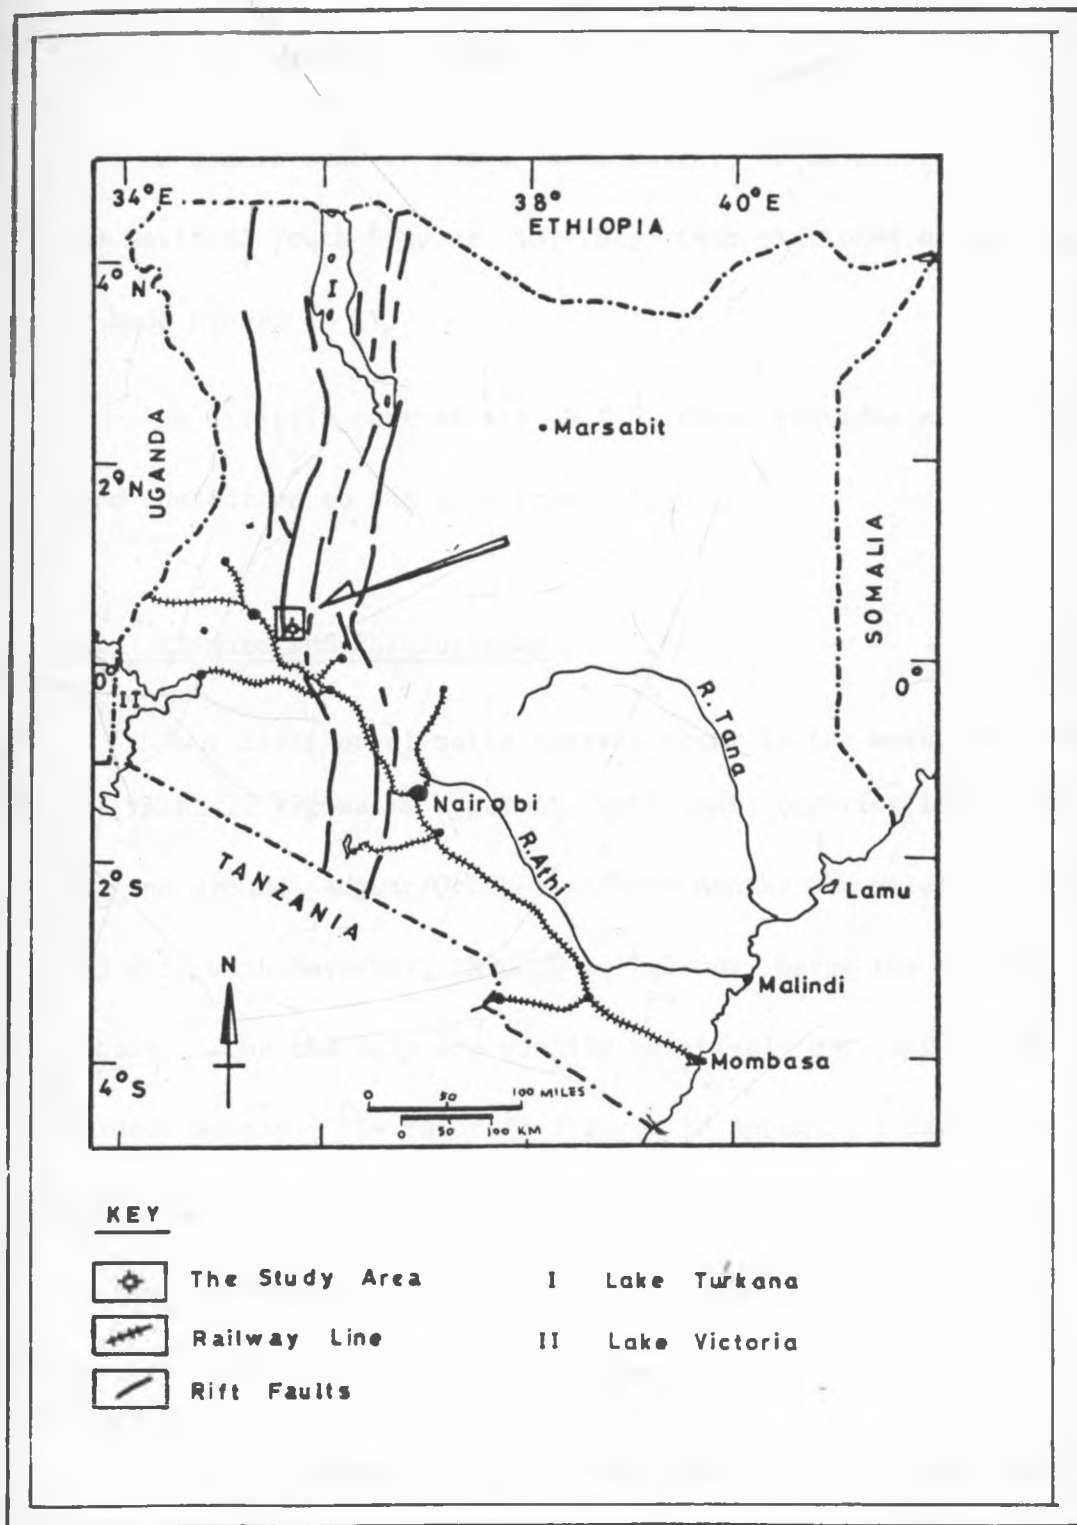 34°E
38°
40°E
ETHIOPIA
4°N
I
Marsabit
UGANDA
2°N
SOMALIA
0°
0°
II
R. Tana
Nairobi
R. Athi
TANZANIA
2°S
Lamu
N
Malindi
Mombasa
4°S
0 50 100 MILES
0 50 100 KM
KEY
The Study Area
I Lake Turkana
Railway Line
II Lake Victoria
Rift Faults